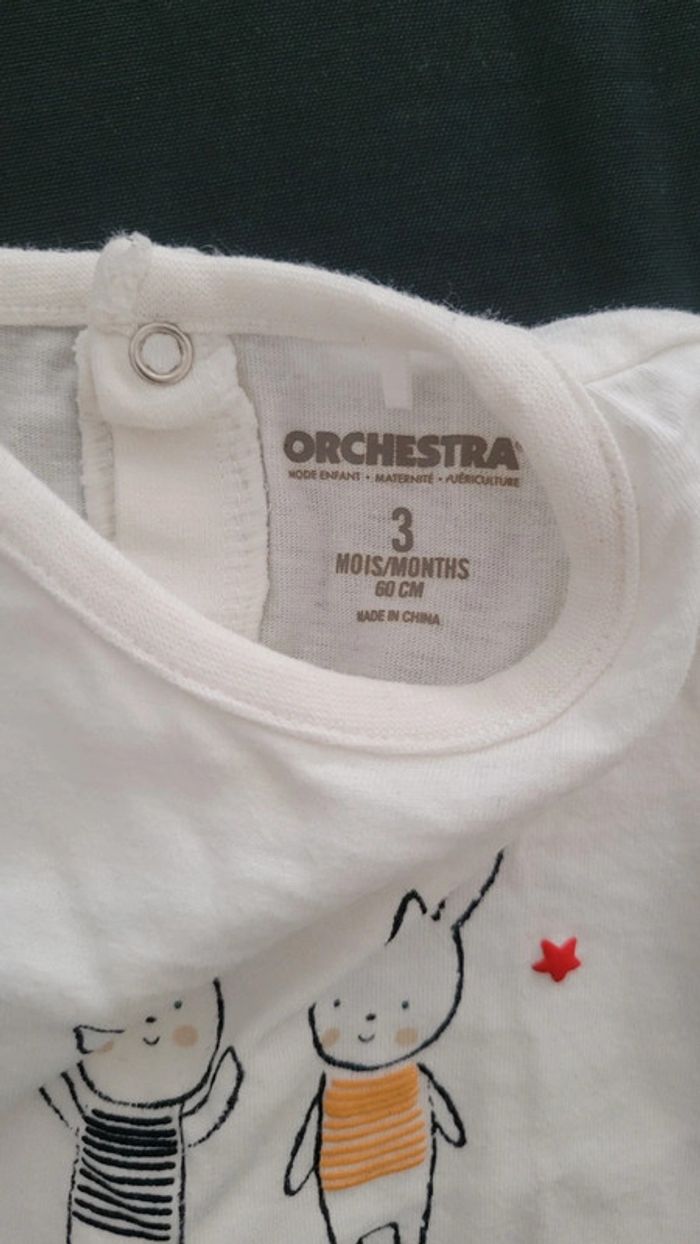 ORCHESTRA
MODE ENFANT • MATERNITÉ • PUÉRICULTURE
3
MOIS/MONTHS
60 CM
MADE IN CHINA